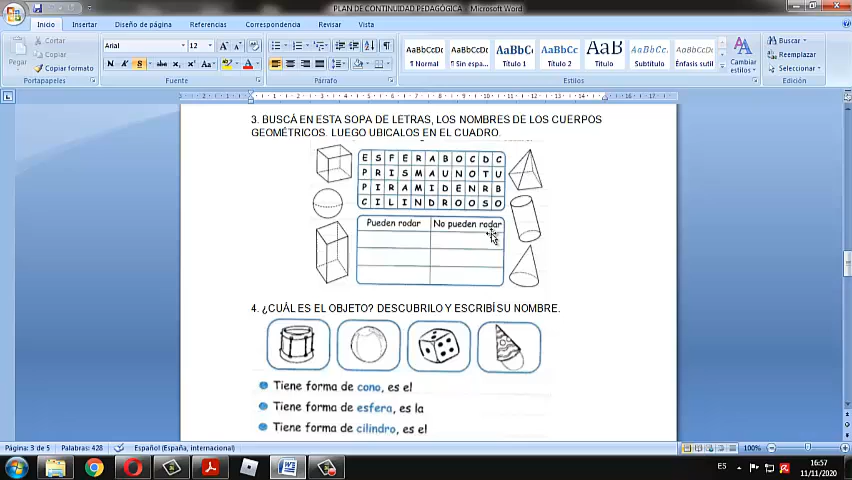 PLAN DE CONTINUIDAD PEDAGÓGICA - Microsoft Word
Inicio Insertar Diseño de página Referencias Correspondencia Revisar Vista
Cortar
Copiar
Copiar formato
Pegar
Portapapeles
Arial 12
Fuente
Párrafo
AaBbCcDc AaBbCcDc AaBbCc AaBbCc AaB AaBbCc AaBbCcDc
¶ Normal ¶ Sin espa... Título 1 Título 2 Título Subtítulo Énfasis sutil
Cambiar estilos
Estilos
Buscar
Reemplazar
Seleccionar
Edición
3. BUSCÁ EN ESTA SOPA DE LETRAS, LOS NOMBRES DE LOS CUERPOS
GEOMÉTRICOS. LUEGO UBICALOS EN EL CUADRO.
E S F E R A B O C D C
P R I S M A U N O T U
P I R A M I D E N R B
C I L I N D R O O S O
Pueden rodar No pueden rodar
4. ¿CUÁL ES EL OBJETO? DESCUBRILO Y ESCRIBÍ SU NOMBRE.
Tiene forma de cono, es el
Tiene forma de esfera, es la
Tiene forma de cilindro, es el
Página: 3 de 5 Palabras: 428 Español (España, internacional) 100%
ES 16:57
11/11/2020